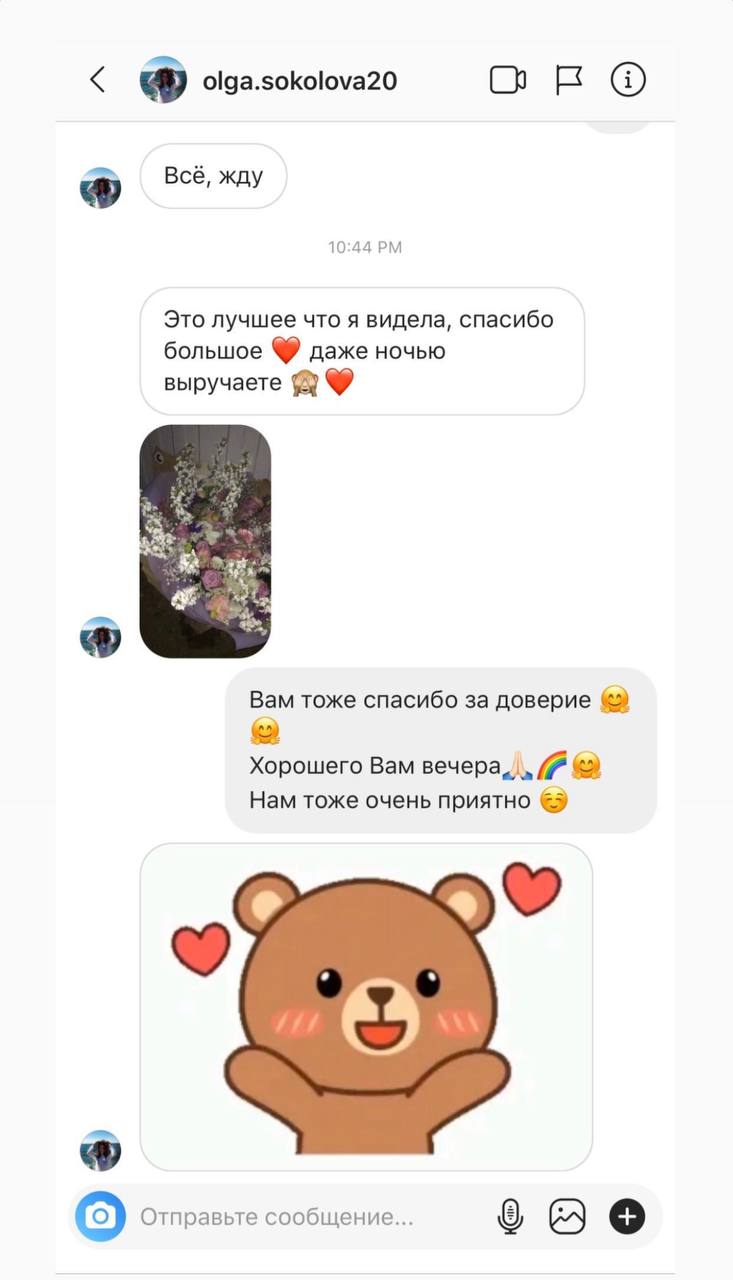 olga.sokolova20
Всё, жду
10:44 PM
Это лучшее что я видела, спасибо
большое ❤️ даже ночью
выручаете 🙈❤️
Вам тоже спасибо за доверие 🤗
🤗
Хорошего Вам вечера🙏🏻🌈🤗
Нам тоже очень приятно ☺️
Отправьте сообщение...